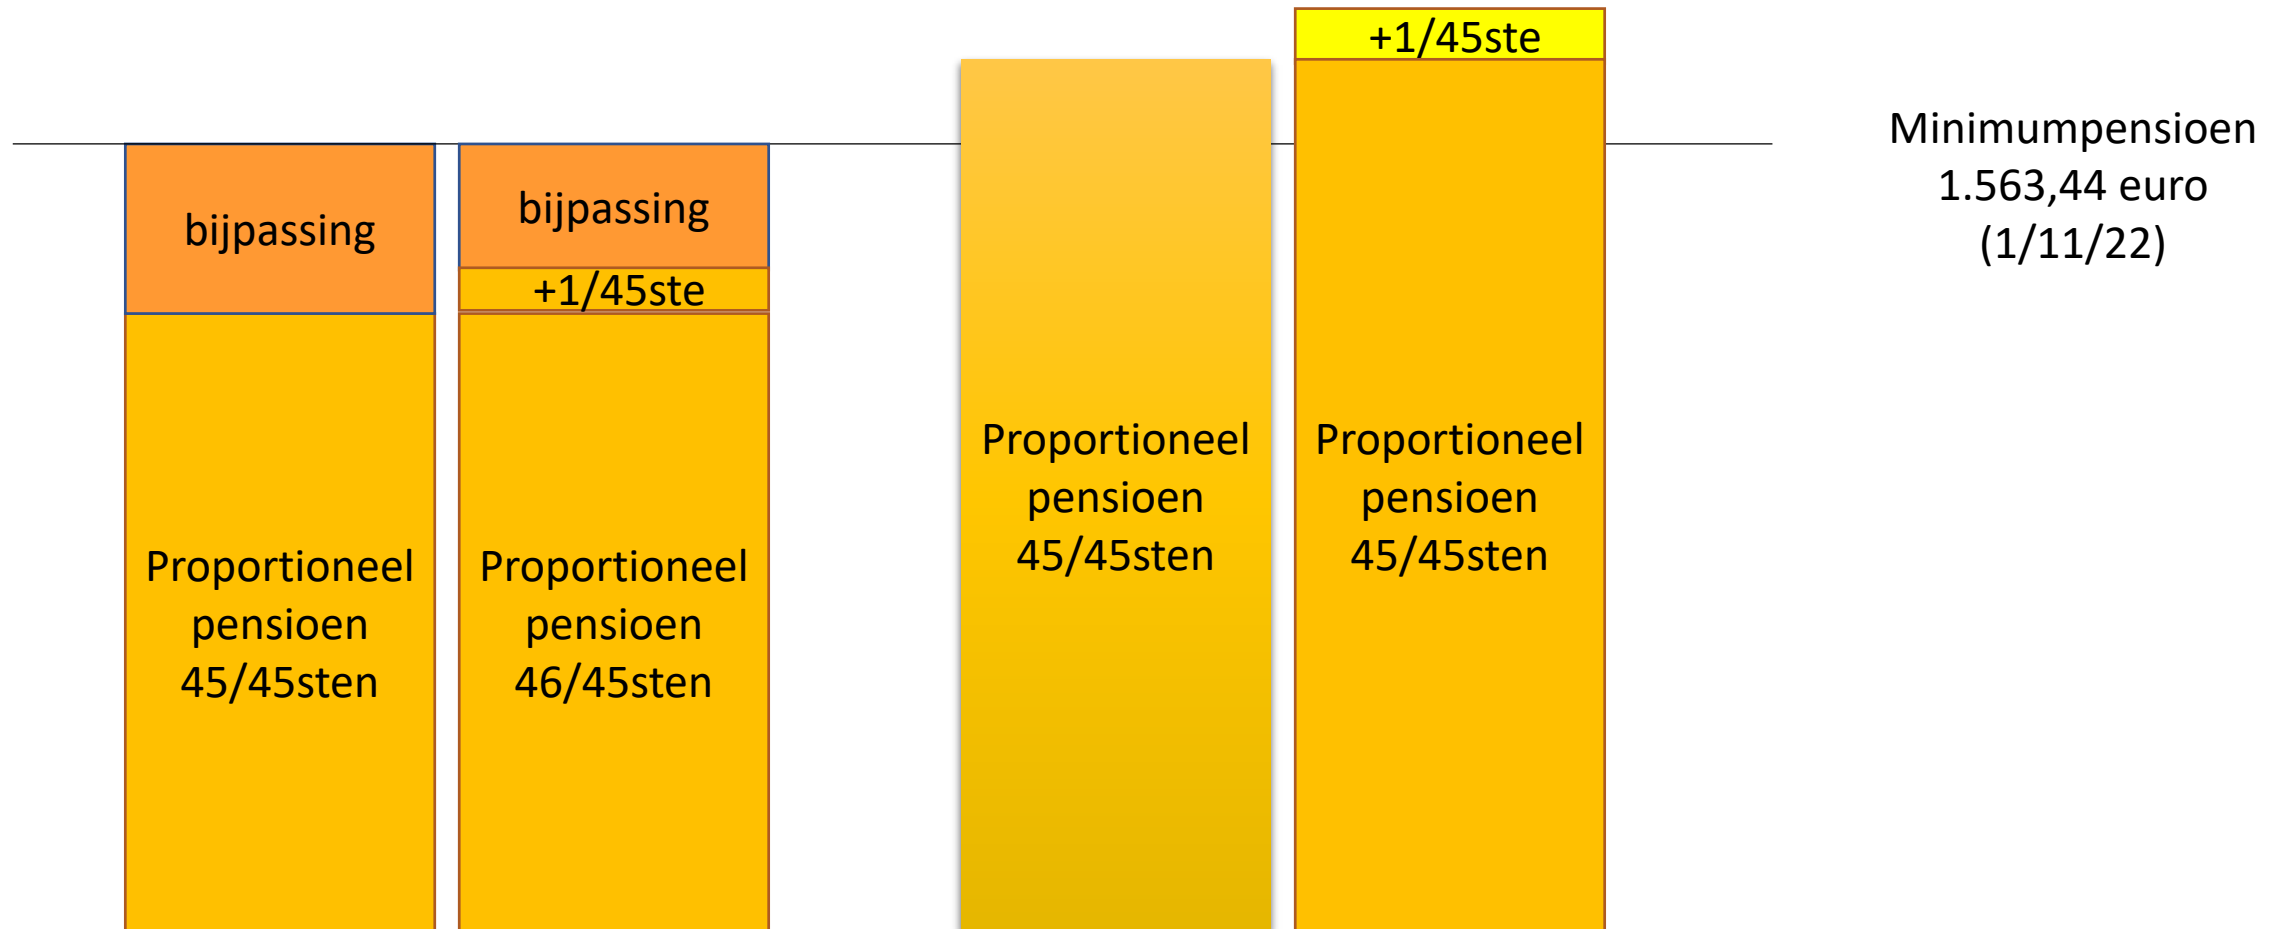 bijpassing
Proportioneel
pensioen
45/45sten
bijpassing
+1/45ste
Proportioneel
pensioen
46/45sten
Proportioneel
pensioen
45/45sten
+1/45ste
Proportioneel
pensioen
45/45sten
Minimumpensioen
1.563,44 euro
(1/11/22)